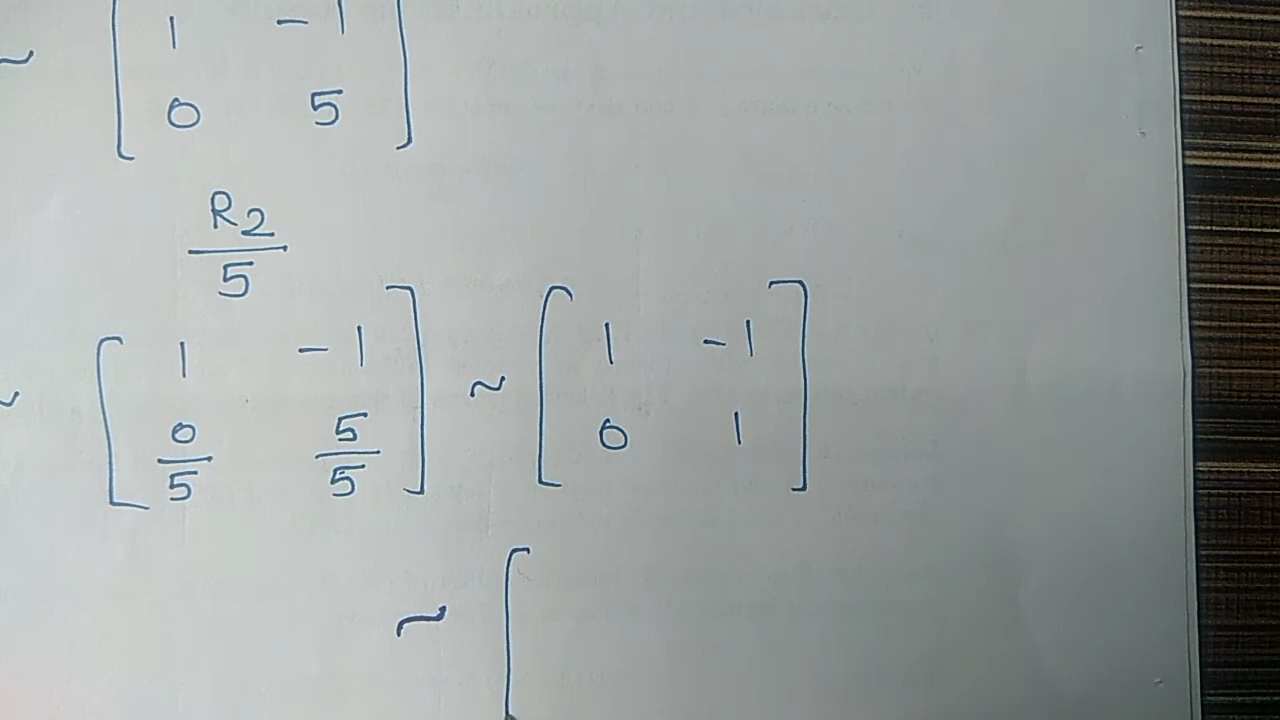 ~ [ 1 -1
0 5 ]
R2
5
~ [ 1 -1 ] ~ [ 1 -1 ]
0 5 0 1
5 5
~ [